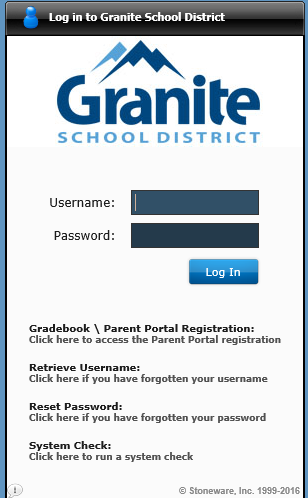 Log in to Granite School District
Granite
SCHOOL DISTRICT
Username:
Password:
Log In
Gradebook \ Parent Portal Registration:
Click here to access the Parent Portal registration
Retrieve Username:
Click here if you have forgotten your username
Reset Password:
Click here if you have forgotten your password
System Check:
Click here to run a system check
© Stoneware, Inc. 1999-2016